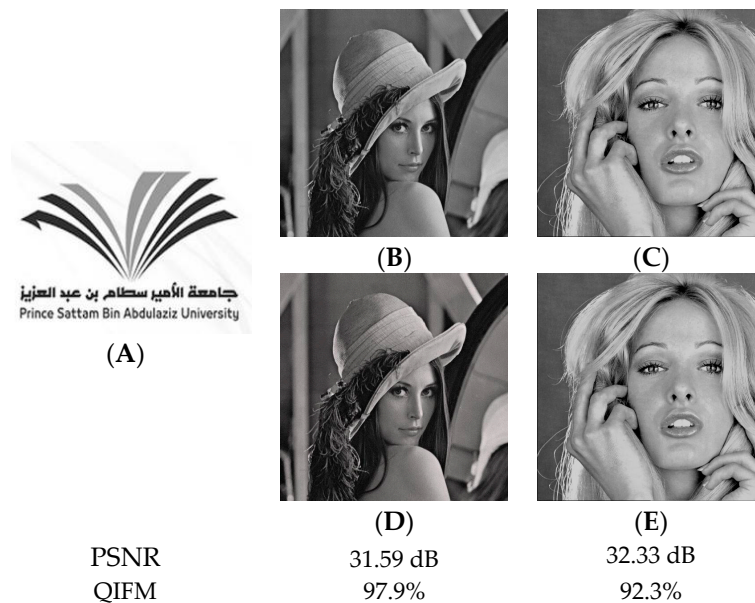 (B)
(C)
جامعة الأمير سطام بن عبد العزيز
Prince Sattam Bin Abdulaziz University
(A)
(D)
(E)
PSNR 31.59 dB 32.33 dB
QIFM 97.9% 92.3%